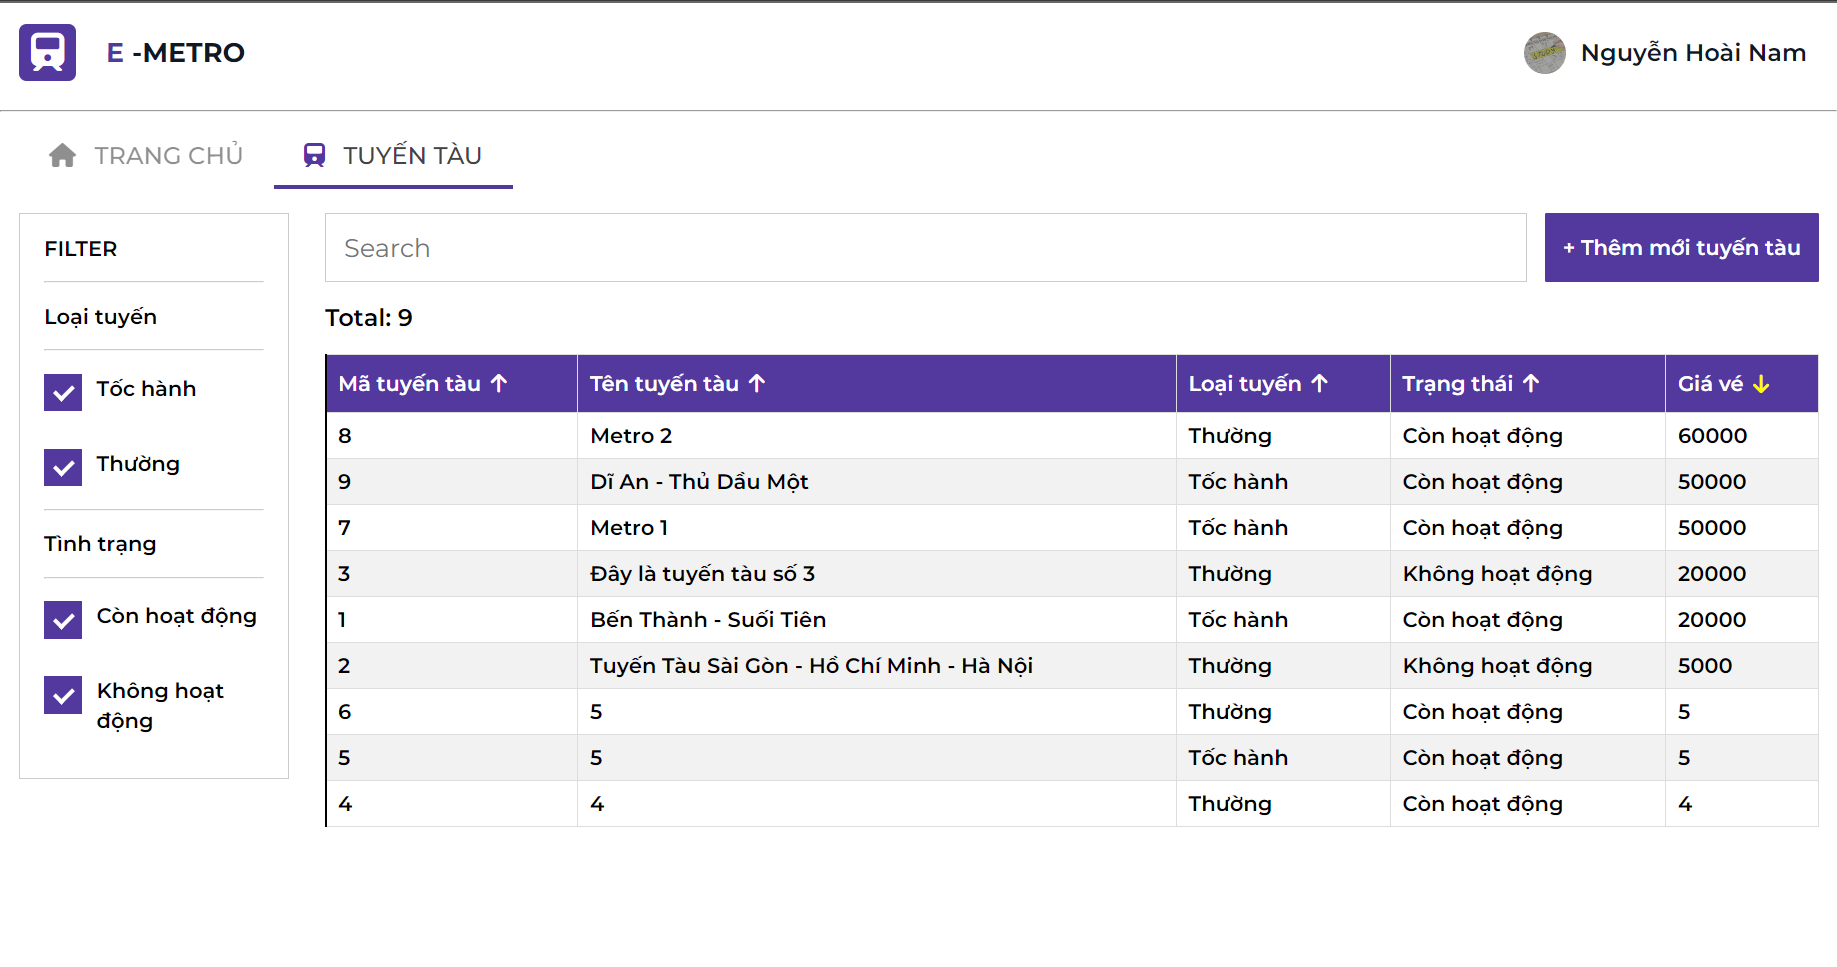 E -METRO
Nguyễn Hoài Nam
TRANG CHỦ TUYẾN TÀU
FILTER
Loại tuyến
Tốc hành
Thường
Tình trạng
Còn hoạt động
Không hoạt
động
Search
+ Thêm mới tuyến tàu
Total: 9
Mã tuyến tàu ↑ Tên tuyến tàu ↑ Loại tuyến ↑ Trạng thái ↑ Giá vé ↓
8 Metro 2 Thường Còn hoạt động 60000
9 Dĩ An - Thủ Dầu Một Tốc hành Còn hoạt động 50000
7 Metro 1 Tốc hành Còn hoạt động 50000
3 Đây là tuyến tàu số 3 Thường Không hoạt động 20000
1 Bến Thành - Suối Tiên Tốc hành Còn hoạt động 20000
2 Tuyến Tàu Sài Gòn - Hồ Chí Minh - Hà Nội Thường Không hoạt động 5000
6 5 Thường Còn hoạt động 5
5 5 Tốc hành Còn hoạt động 5
4 4 Thường Còn hoạt động 4